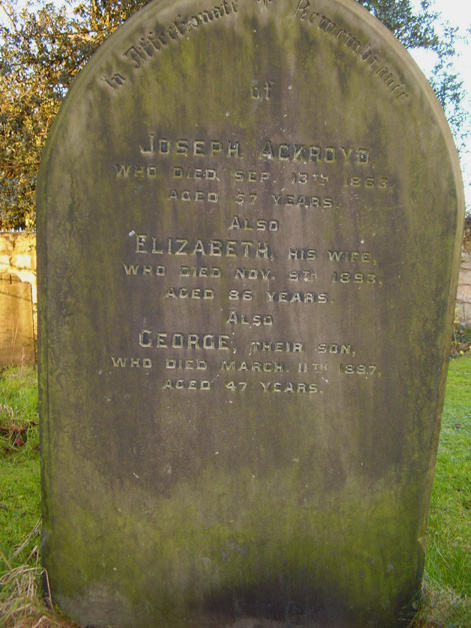 In Affectionate Remembrance
of
JOSEPH ACKROYD,
WHO DIED SEP. 13TH 1863
AGED 57 YEARS.
ALSO
ELIZABETH, HIS WIFE,
WHO DIED NOV. 9TH 1893,
AGED 86 YEARS.
ALSO
GEORGE, THEIR SON,
WHO DIED MARCH. 11TH 1887,
AGED 47 YEARS.